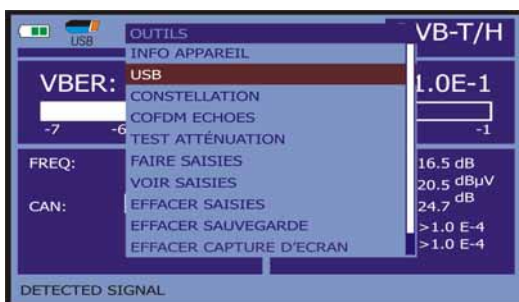 USB
OUTILS
VB-T/H
INFO APPAREIL
USB
VBER:
1.0E-1
CONSTELLATION
COFDM ECHOES
-7
-6
-1
TEST ATTÉNUATION
FREQ:
FAIRE SAISIES
16.5 dB
VOIR SAISIES
20.5 dBµV
CAN:
EFFACER SAISIES
24.7 dB
EFFACER SAUVEGARDE
>1.0 E-4
EFFACER CAPTURE D'ECRAN
>1.0 E-4
DETECTED SIGNAL